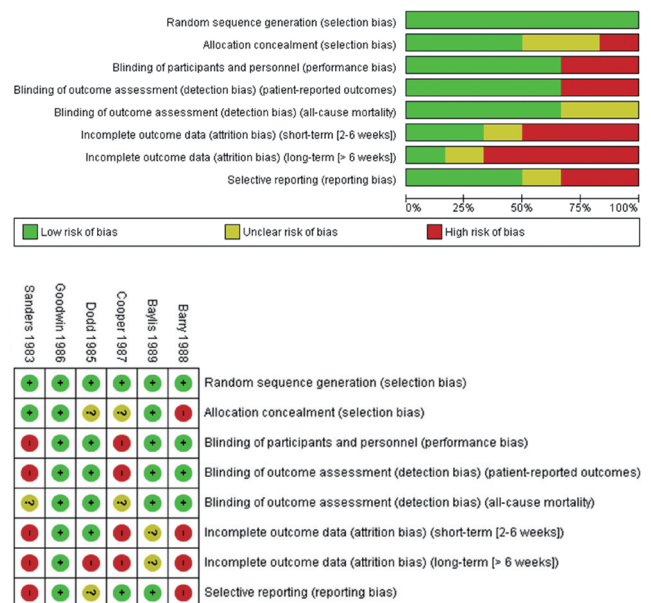 Random sequence generation (selection bias)
Allocation concealment (selection bias)
Blinding of participants and personnel (performance bias)
Blinding of outcome assessment (detection bias) (patient-reported outcomes)
Blinding of outcome assessment (detection bias) (all-cause mortality)
Incomplete outcome data (attrition bias) (short-term [2-6 weeks])
Incomplete outcome data (attrition bias) (long-term [> 6 weeks])
Selective reporting (reporting bias)
0% 25% 50% 75% 100%
Low risk of bias Unclear risk of bias High risk of bias
Sanders 1983
Goodwin 1986
Dodd 1985
Cooper 1987
Baylis 1989
Barry 1988
+ + + + + + Random sequence generation (selection bias)
+ + ? ? + - Allocation concealment (selection bias)
- + + - + + Blinding of participants and personnel (performance bias)
- + + - + + Blinding of outcome assessment (detection bias) (patient-reported outcomes)
? + + ? + + Blinding of outcome assessment (detection bias) (all-cause mortality)
- + + - ? - Incomplete outcome data (attrition bias) (short-term [2-6 weeks])
- + - - ? - Incomplete outcome data (attrition bias) (long-term [> 6 weeks])
- + ? + + - Selective reporting (reporting bias)